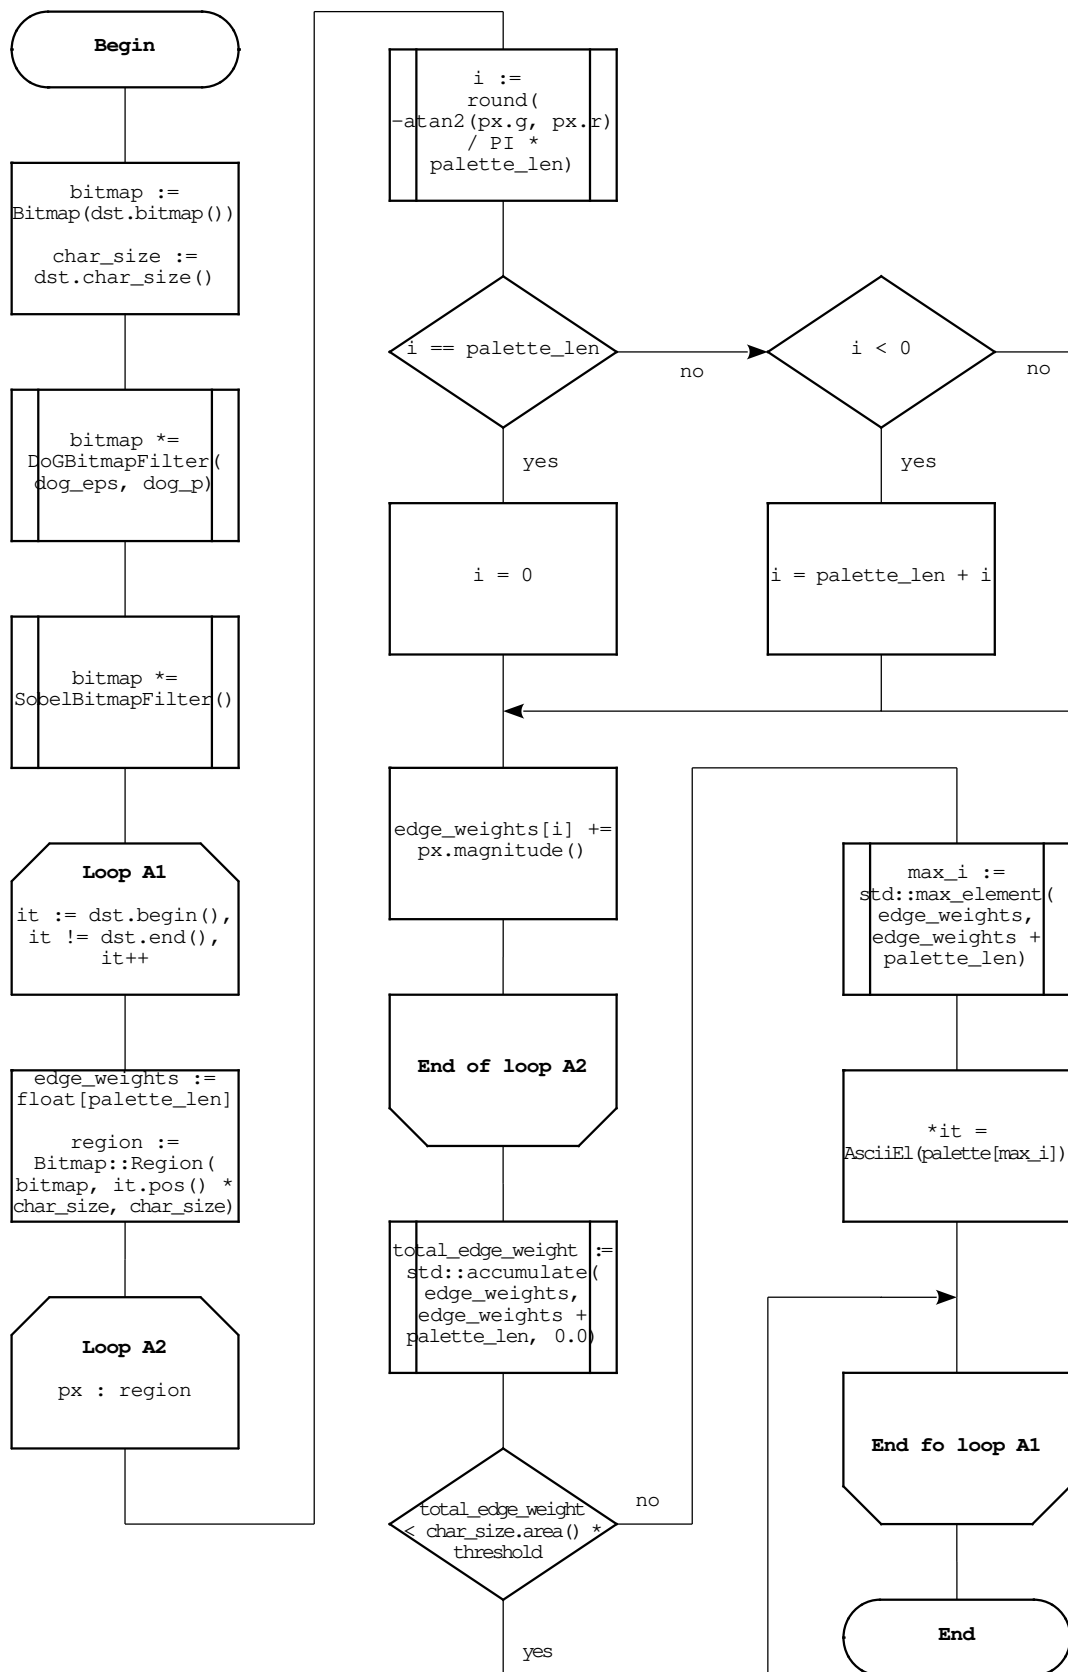 Begin
bitmap :=
Bitmap(dst.bitmap())
char_size :=
dst.char_size()
bitmap *=
DoGBitmapFilter(
dog_eps, dog_p)
bitmap *=
SobelBitmapFilter()
Loop A1
it := dst.begin(),
it != dst.end(),
it++
edge_weights :=
float[palette_len]
region :=
Bitmap::Region(
bitmap, it.pos() *
char_size, char_size)
Loop A2
px : region
i :=
round(
-atan2(px.g, px.r)
/ PI *
palette_len)
i == palette_len
no
yes
i < 0
no
yes
i = 0
i = palette_len + i
edge_weights[i] +=
px.magnitude()
End of loop A2
total_edge_weight :=
std::accumulate(
edge_weights,
edge_weights +
palette_len, 0.0)
total_edge_weight
< char_size.area() *
threshold
no
yes
max_i :=
std::max_element(
edge_weights,
edge_weights +
palette_len)
*it =
AsciiEl(palette[max_i])
End fo loop A1
End